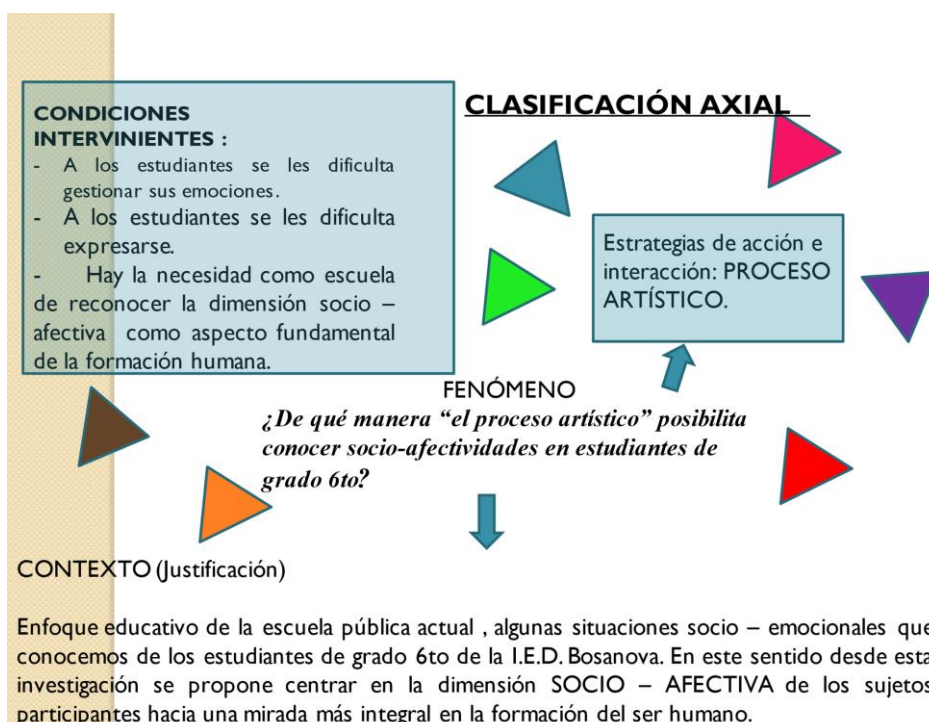 CLASIFICACIÓN AXIAL
CONDICIONES
INTERVINIENTES :
- A los estudiantes se les dificulta
gestionar sus emociones.
- A los estudiantes se les dificulta
expresarse.
- Hay la necesidad como escuela
de reconocer la dimensión socio –
afectiva como aspecto fundamental
de la formación humana.
Estrategias de acción e
interacción: PROCESO
ARTÍSTICO.
FENÓMENO
¿De qué manera “el proceso artístico” posibilita
conocer socio-afectividades en estudiantes de
grado 6to?
CONTEXTO (Justificación)
Enfoque educativo de la escuela pública actual , algunas situaciones socio – emocionales que
conocemos de los estudiantes de grado 6to de la I.E.D. Bosanova. En este sentido desde esta
investigación se propone centrar en la dimensión SOCIO – AFECTIVA de los sujetos
participantes hacia una mirada más integral en la formación del ser humano.